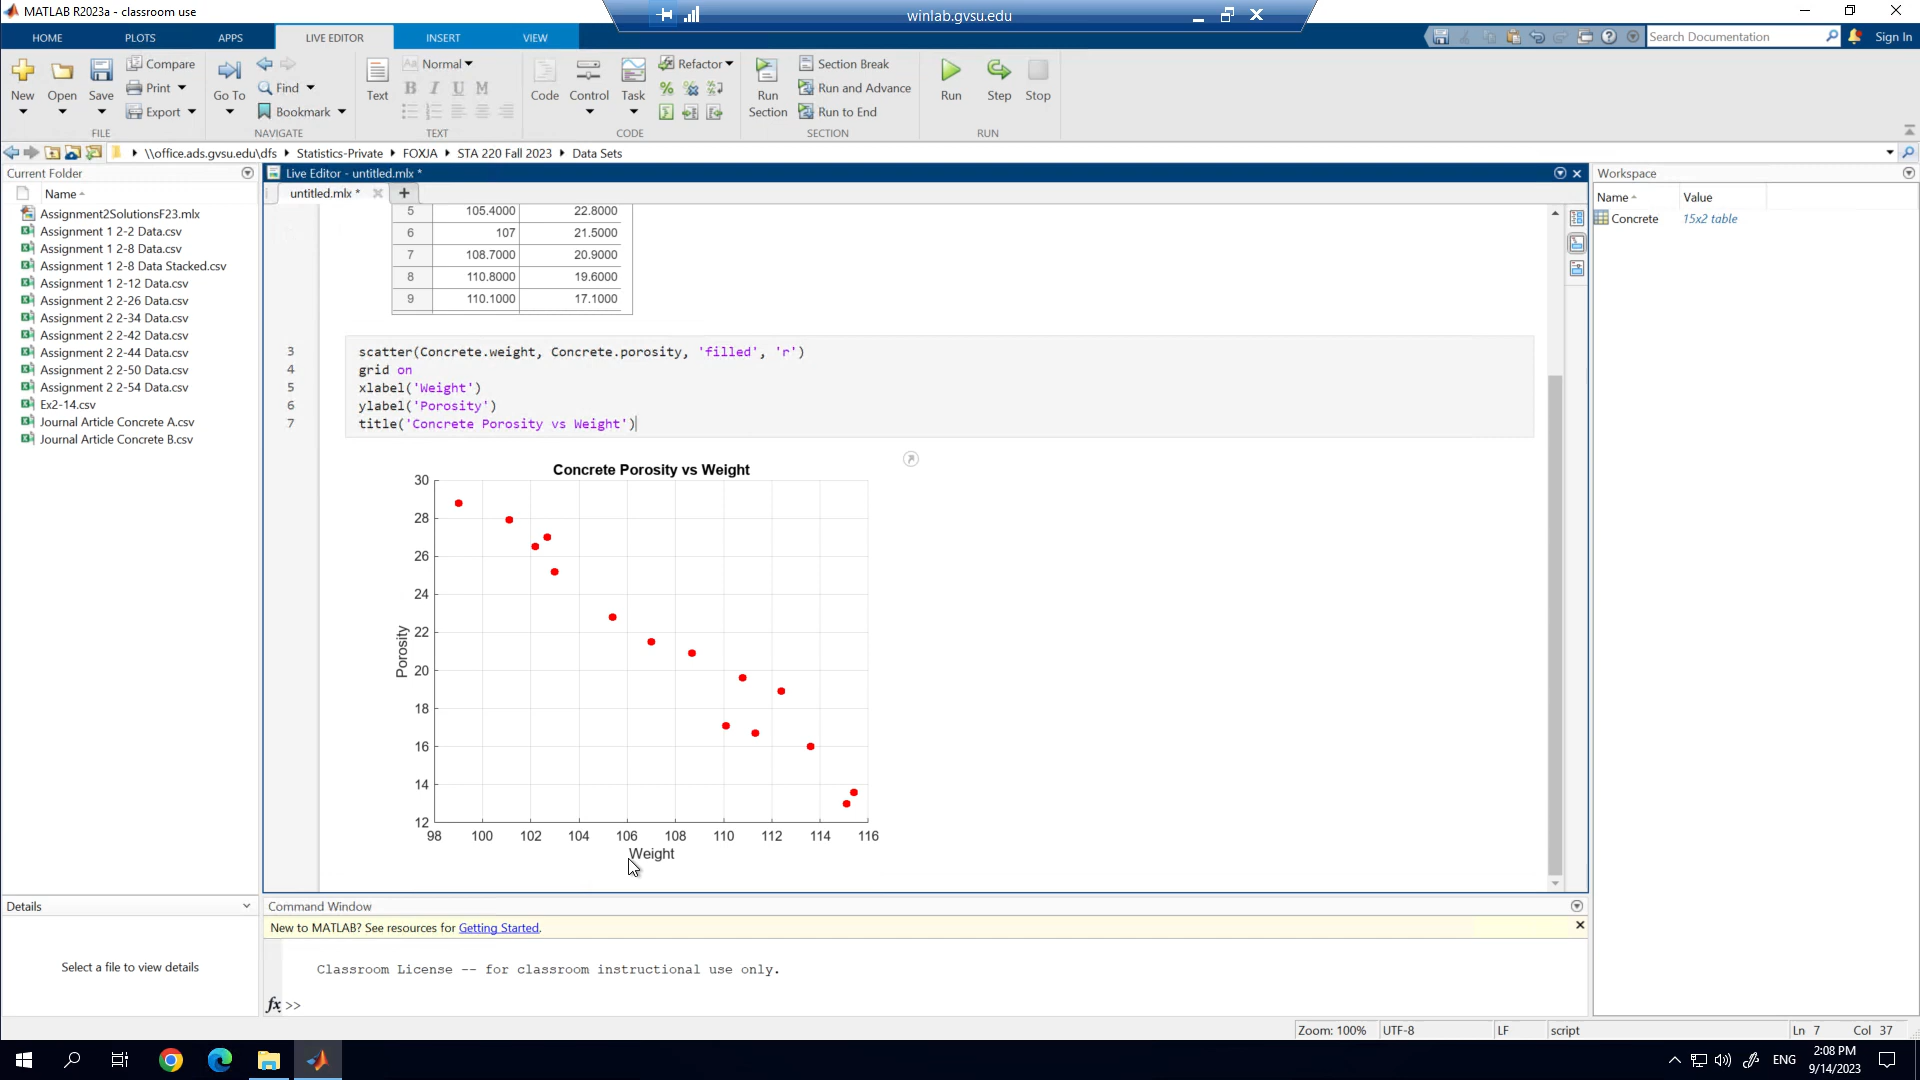 MATLAB R2023a - classroom use
winlab.gvsu.edu
HOME PLOTS APPS LIVE EDITOR INSERT VIEW
Search Documentation Sign In
New Open Save Compare Print Export
FILE
Go To Find Bookmark
NAVIGATE
Text Aa Normal
B I U M
TEXT
Code Control Task Refactor
CODE
Run Section Section Break
Run and Advance
Run to End
SECTION
Run Step Stop
RUN
\\office.ads.gvsu.edu\dfs Statistics-Private FOXJA STA 220 Fall 2023 Data Sets
Current Folder
Name
Assignment2SolutionsF23.mlx
Assignment 1 2-2 Data.csv
Assignment 1 2-8 Data.csv
Assignment 1 2-8 Data Stacked.csv
Assignment 1 2-12 Data.csv
Assignment 2 2-26 Data.csv
Assignment 2 2-34 Data.csv
Assignment 2 2-42 Data.csv
Assignment 2 2-44 Data.csv
Assignment 2 2-50 Data.csv
Assignment 2 2-54 Data.csv
Ex2-14.csv
Journal Article Concrete A.csv
Journal Article Concrete B.csv
Details
Select a file to view details
Live Editor - untitled.mlx *
untitled.mlx *
5 105.4000 22.8000
6 107 21.5000
7 108.7000 20.9000
8 110.8000 19.6000
9 110.1000 17.1000
3 scatter(Concrete.weight, Concrete.porosity, 'filled', 'r')
4 grid on
5 xlabel('Weight')
6 ylabel('Porosity')
7 title('Concrete Porosity vs Weight')
Concrete Porosity vs Weight
30
28
26
24
22
20
18
16
14
12
Porosity
98 100 102 104 106 108 110 112 114 116
Weight
Command Window
New to MATLAB? See resources for Getting Started.
Classroom License -- for classroom instructional use only.
fx >>
Workspace
Name Value
Concrete 15x2 table
Zoom: 100% UTF-8 LF script Ln 7 Col 37
ENG
2:08 PM
9/14/2023